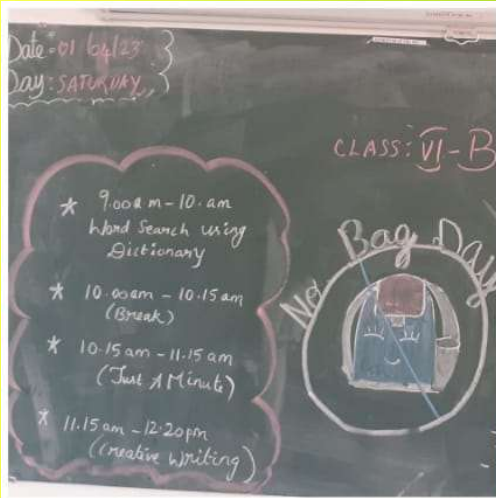 Date: 01/04/23
Day: SATURDAY
CLASS: VI-B
* 9.00am-10.am
Word Search using
Dictionary
* 10.00am - 10.15am
(Break)
* 10.15am - 11.15am
(Just A Minute)
* 11.15am - 12.20pm
(Creative Writing)
No Bag Day